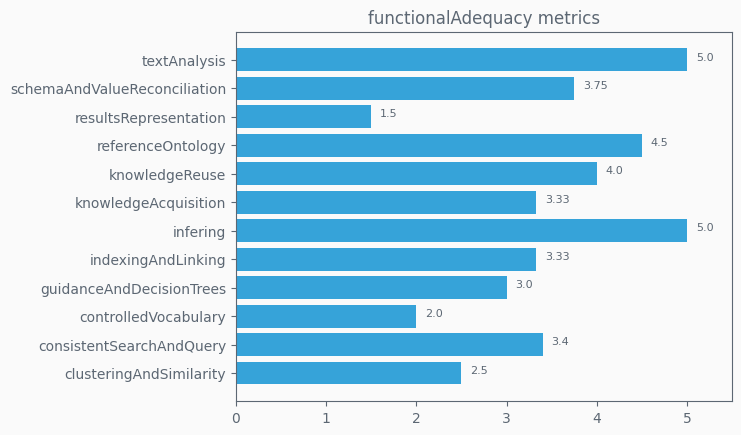 functionalAdequacy metrics
textAnalysis 5.0
schemaAndValueReconciliation 3.75
resultsRepresentation 1.5
referenceOntology 4.5
knowledgeReuse 4.0
knowledgeAcquisition 3.33
infering 5.0
indexingAndLinking 3.33
guidanceAndDecisionTrees 3.0
controlledVocabulary 2.0
consistentSearchAndQuery 3.4
clusteringAndSimilarity 2.5
0 1 2 3 4 5